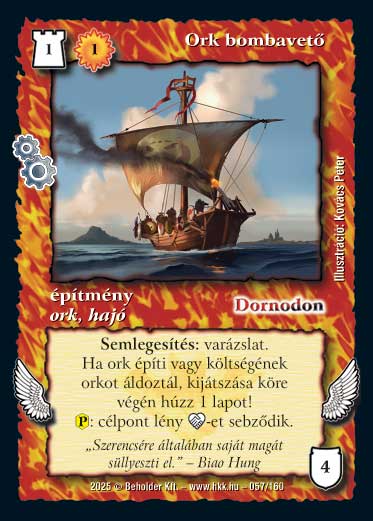 1
1
Ork bombavető
Illusztráció: Kovács Péter
építmény
ork, hajó
Dornodon
Semlegesítés: varázslat.
Ha ork építi vagy költségének
orkot áldoztál, kijátszása köre
végén húzz 1 lapot!
P: célpont lény -et sebződik.
„Szerencsére általában saját magát
süllyeszti el.” – Biao Hung
4
2025 © Beholder Kft. – www.hkk.hu – 057/160